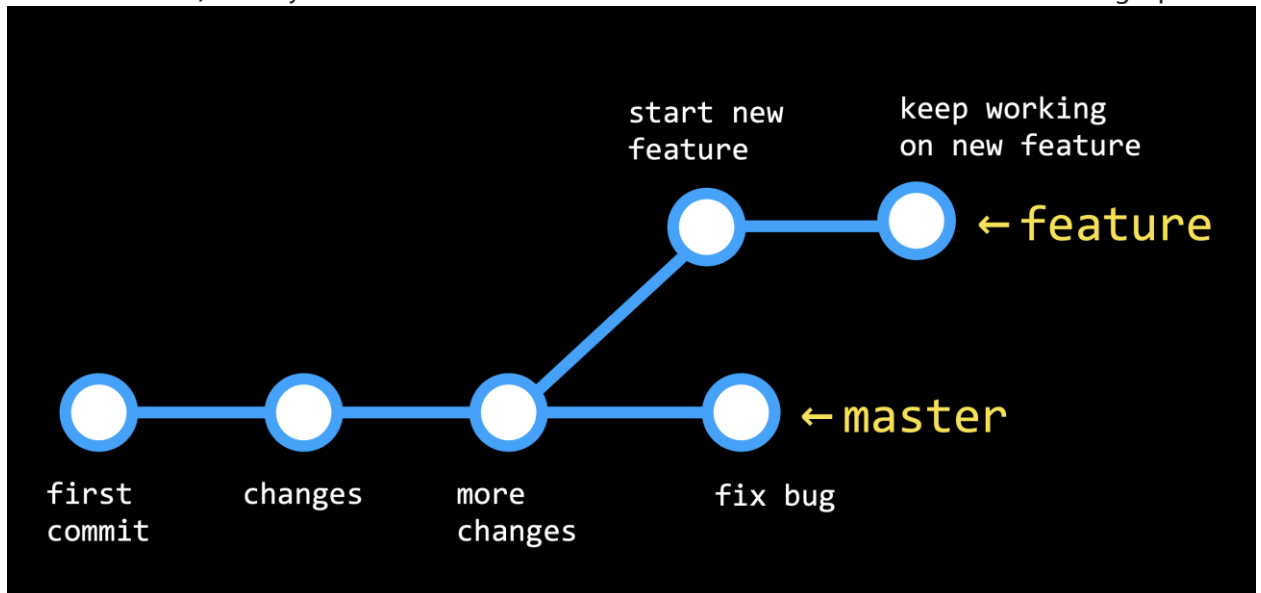 start new
feature
keep working
on new feature
←feature
←master
first
commit
changes
more
changes
fix bug